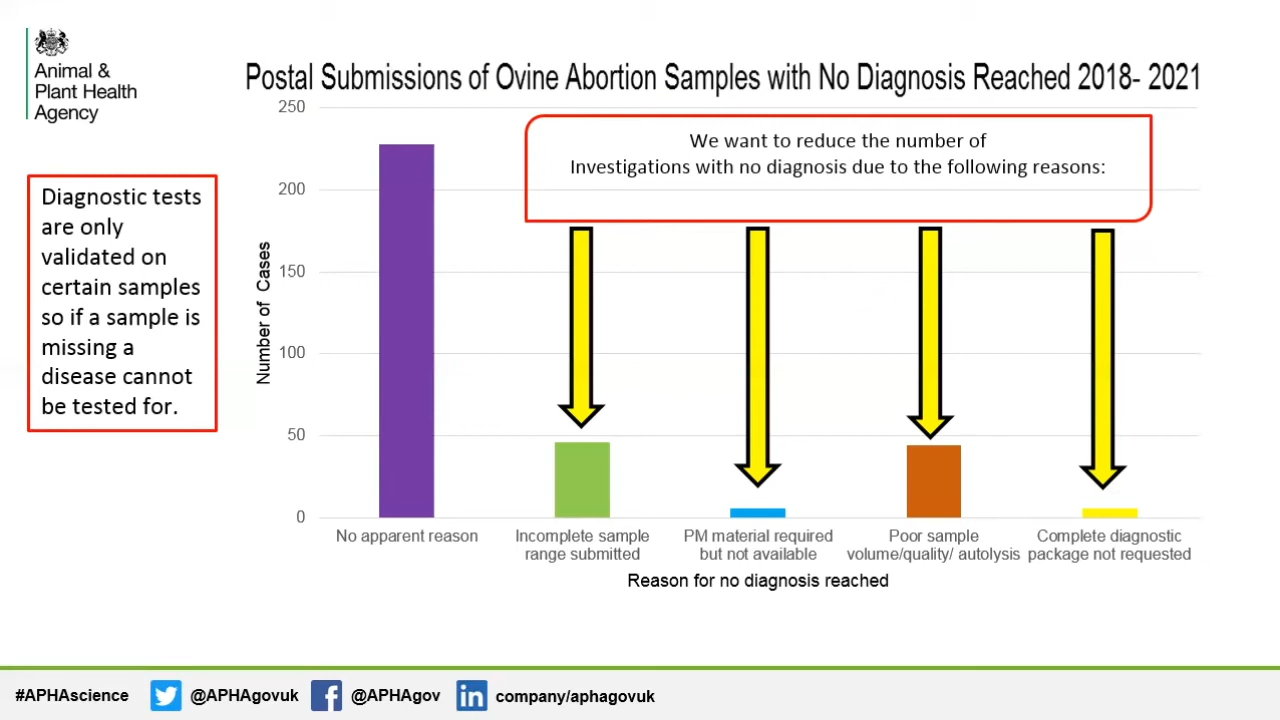 Animal &
Plant Health
Agency
Postal Submissions of Ovine Abortion Samples with No Diagnosis Reached 2018- 2021
Diagnostic tests
are only
validated on
certain samples
so if a sample is
missing a
disease cannot
be tested for.
We want to reduce the number of
Investigations with no diagnosis due to the following reasons:
Number of Cases
250
200
150
100
50
0
No apparent reason
Incomplete sample
range submitted
PM material required
but not available
Poor sample
volume/quality/ autolysis
Complete diagnostic
package not requested
Reason for no diagnosis reached
#APHAscience
@APHAgovuk
@APHAgov
in
company/aphagovuk